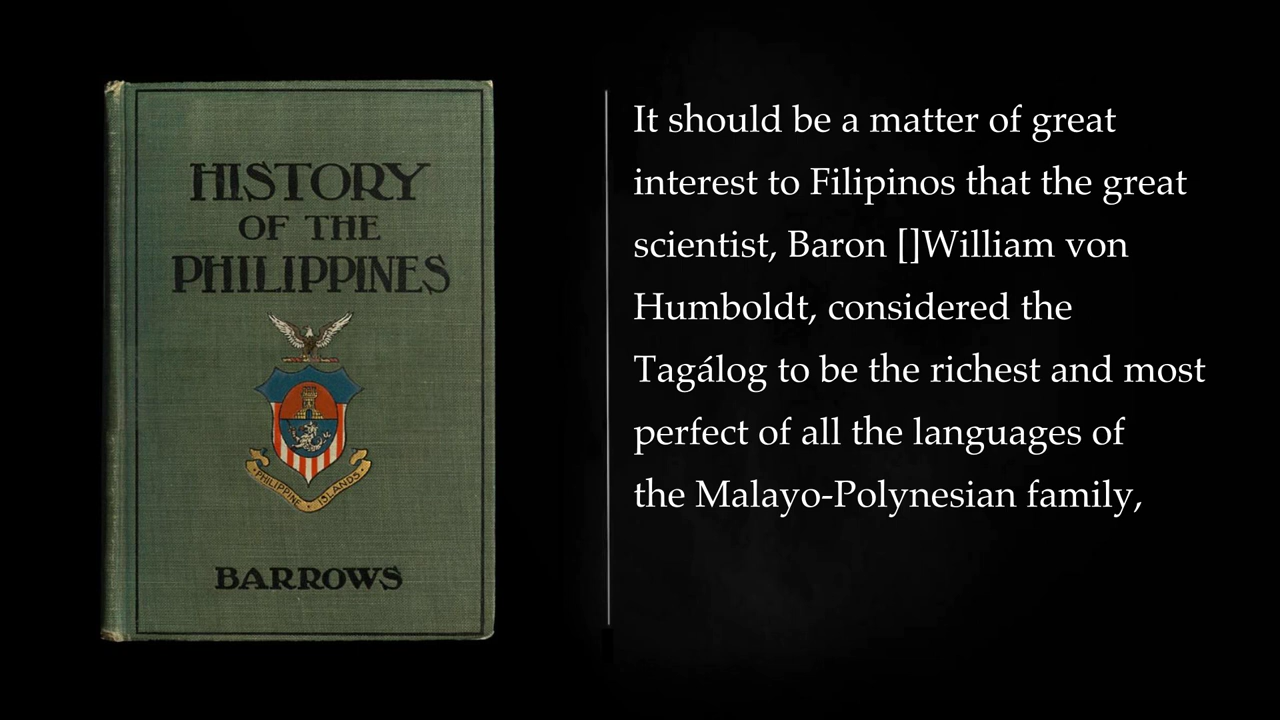 HISTORY
OF THE
PHILIPPINES
PHILIPPINE ISLANDS
BARROWS
It should be a matter of great
interest to Filipinos that the great
scientist, Baron []William von
Humboldt, considered the
Tagálog to be the richest and most
perfect of all the languages of
the Malayo-Polynesian family,